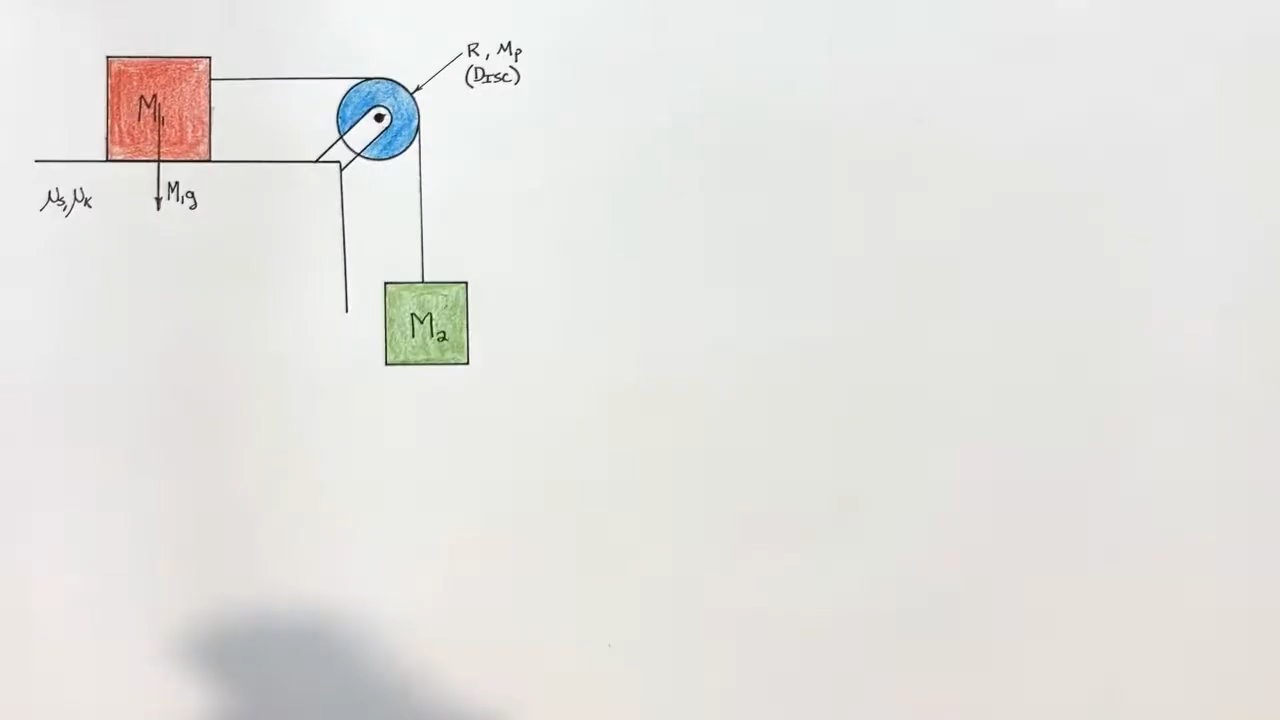 R, Mp
(DISC)
M1
μs, μk
M1g
M2